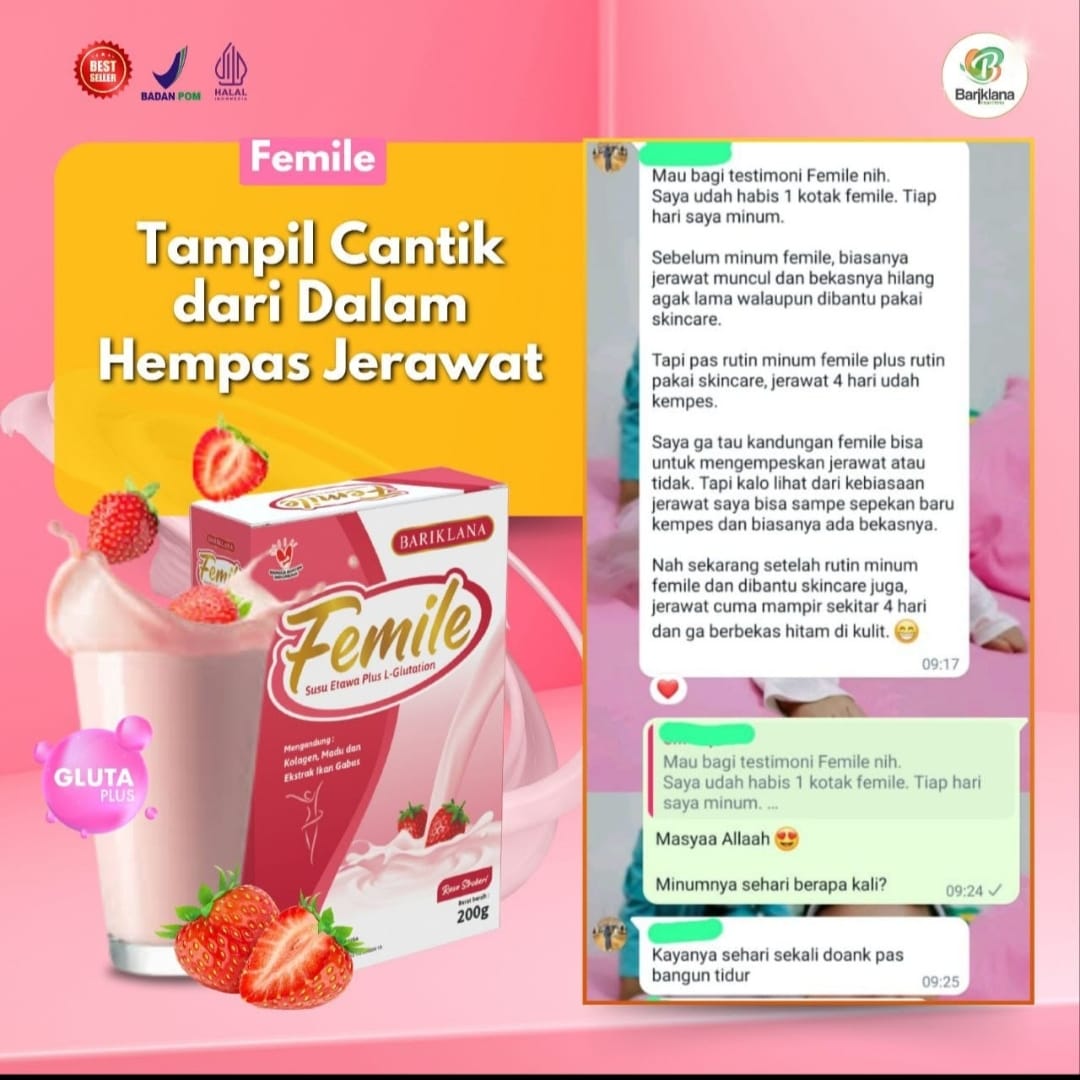 BEST
SELLER
BADAN POM
HALAL
INDONESIA
Bariklana
Femile
Tampil Cantik
dari Dalam
Hempas Jerawat
Femile
BARIKLANA
BARIKLANA
Femile
Femile
Susu Etawa Plus L-Glutation
Mengandung :
Kolagen, Madu dan
Ekstrak Ikan Gabus
Rasa Stroberi
Berat bersih :
200g
GLUTA
PLUS
Mau bagi testimoni Femile nih.
Saya udah habis 1 kotak femile. Tiap
hari saya minum.
Sebelum minum femile, biasanya
jerawat muncul dan bekasnya hilang
agak lama walaupun dibantu pakai
skincare.
Tapi pas rutin minum femile plus rutin
pakai skincare, jerawat 4 hari udah
kempes.
Saya ga tau kandungan femile bisa
untuk mengempeskan jerawat atau
tidak. Tapi kalo lihat dari kebiasaan
jerawat saya bisa sampe sepekan baru
kempes dan biasanya ada bekasnya.
Nah sekarang setelah rutin minum
femile dan dibantu skincare juga,
jerawat cuma mampir sekitar 4 hari
dan ga berbekas hitam di kulit. 😁
09:17
Mau bagi testimoni Femile nih.
Saya udah habis 1 kotak femile. Tiap hari
saya minum. ...
Masyaa Allaah 😍
Minumnya sehari berapa kali?
09:24
Kayanya sehari sekali doank pas
bangun tidur
09:25